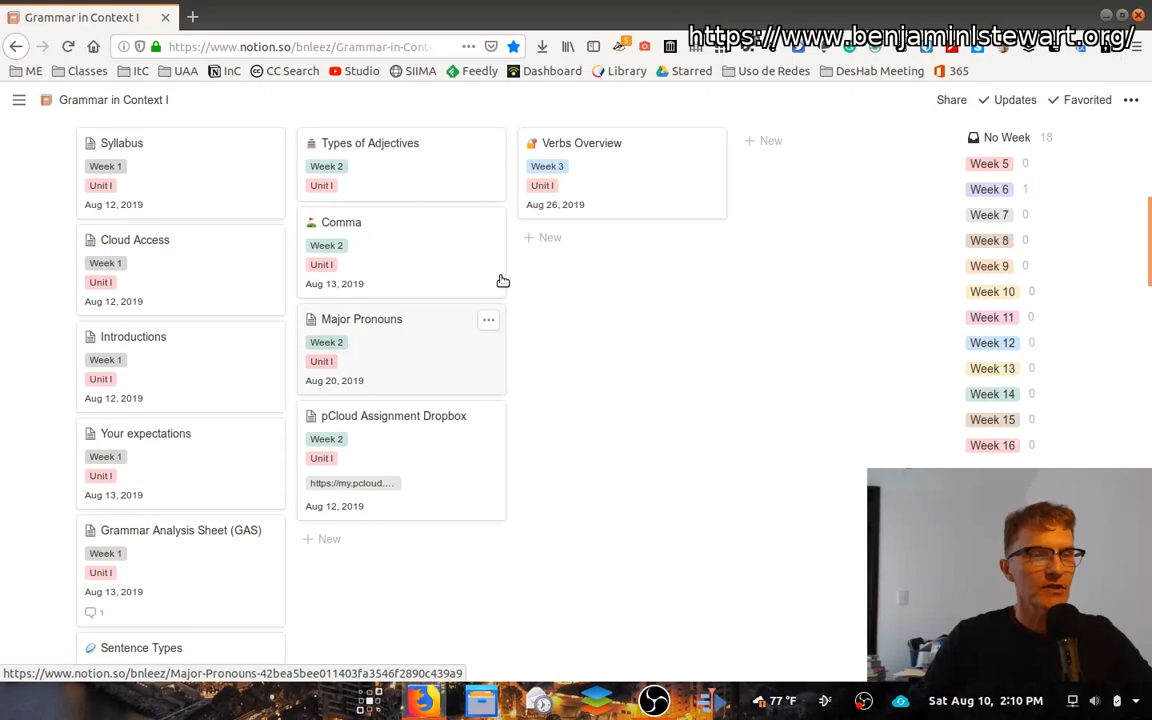 Grammar in Context I
https://www.notion.so/bnleez/Grammar-in-Conte
https://www.benjaminlstewart.org/
ME
Classes
ItC
UAA
InC
CC Search
Studio
SIIMA
Feedly
Dashboard
Library
Starred
Uso de Redes
DesHab Meeting
365
Grammar in Context I
Share
Updates
Favorited
Syllabus
Week 1
Unit I
Aug 12, 2019
Cloud Access
Week 1
Unit I
Aug 12, 2019
Introductions
Week 1
Unit I
Aug 12, 2019
Your expectations
Week 1
Unit I
Aug 13, 2019
Grammar Analysis Sheet (GAS)
Week 1
Unit I
Aug 13, 2019
1
Sentence Types
Types of Adjectives
Week 2
Unit I
Comma
Week 2
Unit I
Aug 13, 2019
Major Pronouns
Week 2
Unit I
Aug 20, 2019
pCloud Assignment Dropbox
Week 2
Unit I
https://my.pcloud....
Aug 12, 2019
+ New
Verbs Overview
Week 3
Unit I
Aug 26, 2019
+ New
+ New
No Week 18
Week 5 0
Week 6 1
Week 7 0
Week 8 0
Week 9 0
Week 10 0
Week 11 0
Week 12 0
Week 13 0
Week 14 0
Week 15 0
Week 16 0
https://www.notion.so/bnleez/Major-Pronouns-42bea5bee011403fa3546f2890c439a9
77 °F
Sat Aug 10, 2:10 PM